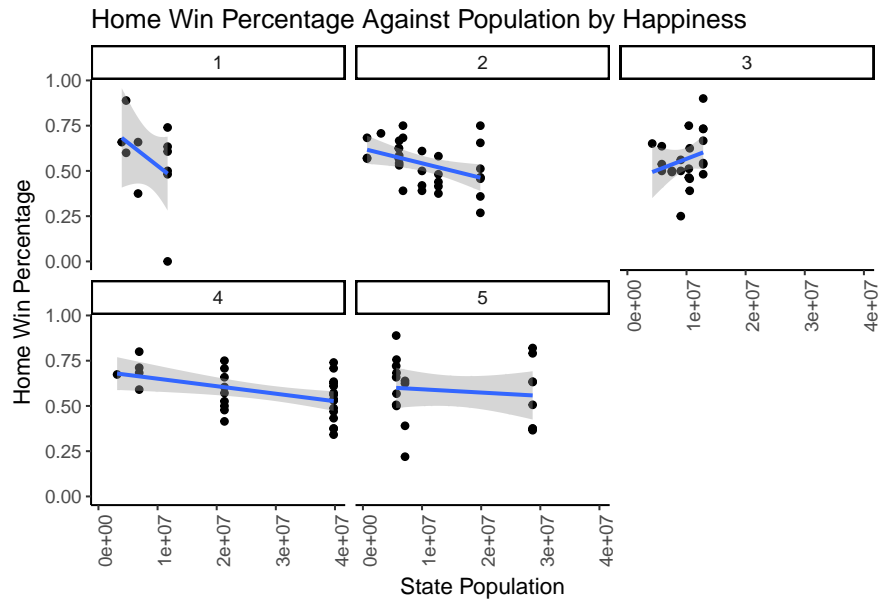 Home Win Percentage Against Population by Happiness
1
2
3
1.00
0.75
0.50
0.25
0.00
0e+00
1e+07
2e+07
3e+07
4e+07
4
5
1.00
0.75
0.50
0.25
0.00
0e+00
1e+07
2e+07
3e+07
4e+07
0e+00
1e+07
2e+07
3e+07
4e+07
Home Win Percentage
State Population